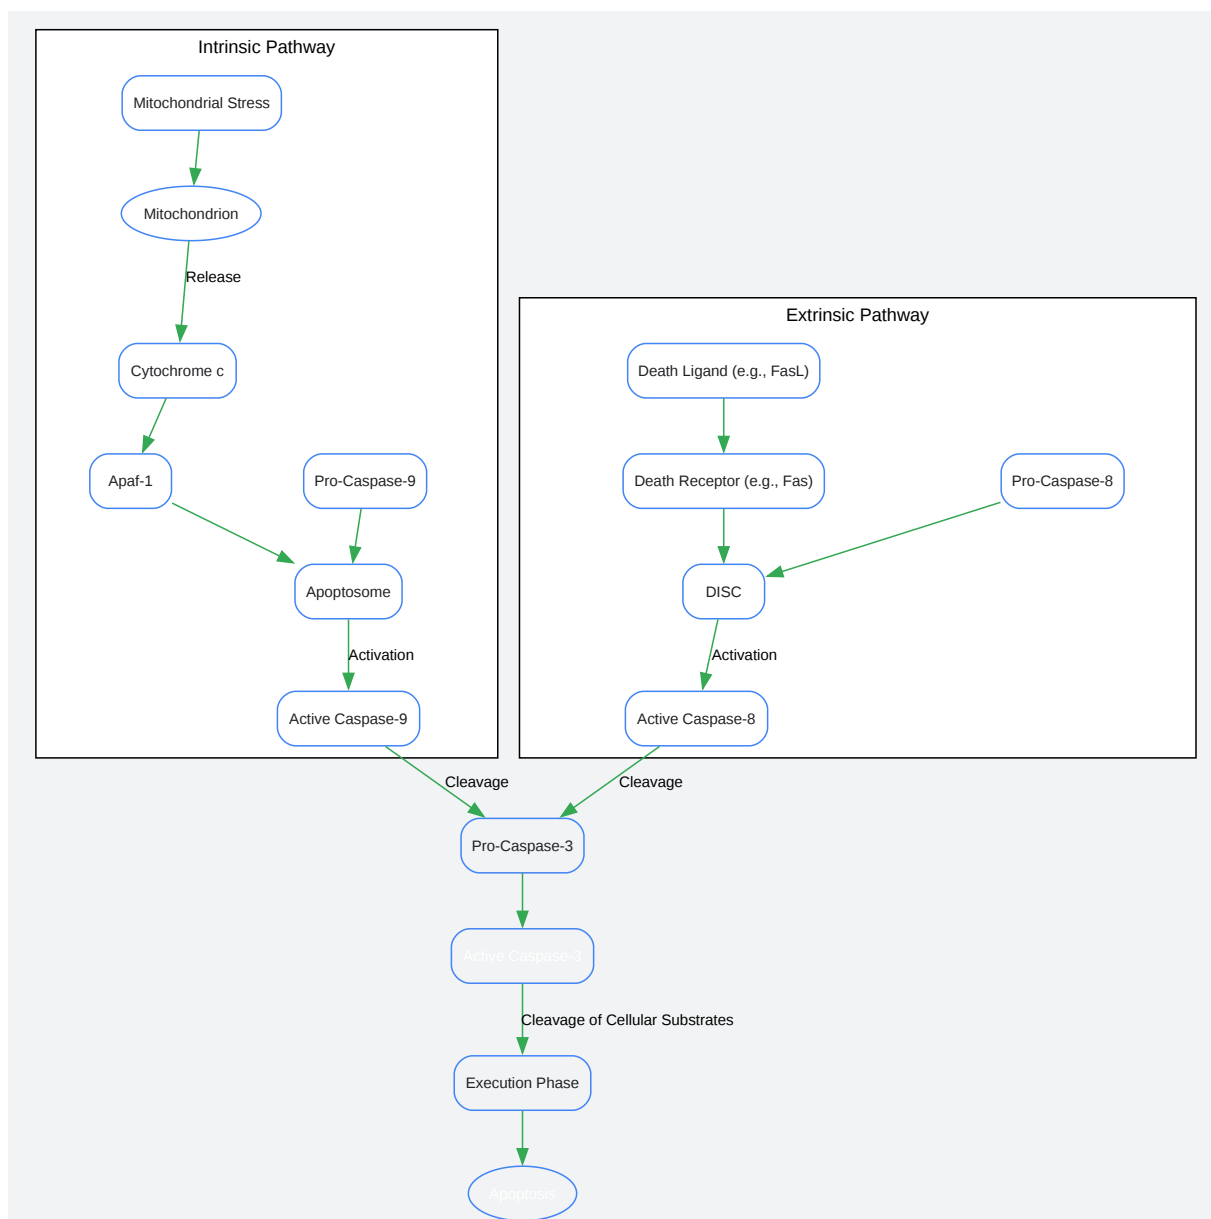 Intrinsic Pathway
Mitochondrial Stress
Mitochondrion
Release
Cytochrome c
Apaf-1
Pro-Caspase-9
Apoptosome
Activation
Active Caspase-9
Extrinsic Pathway
Death Ligand (e.g., FasL)
Death Receptor (e.g., Fas)
Pro-Caspase-8
DISC
Activation
Active Caspase-8
Cleavage
Cleavage
Pro-Caspase-3
Active Caspase-3
Cleavage of Cellular Substrates
Execution Phase
Apoptosis